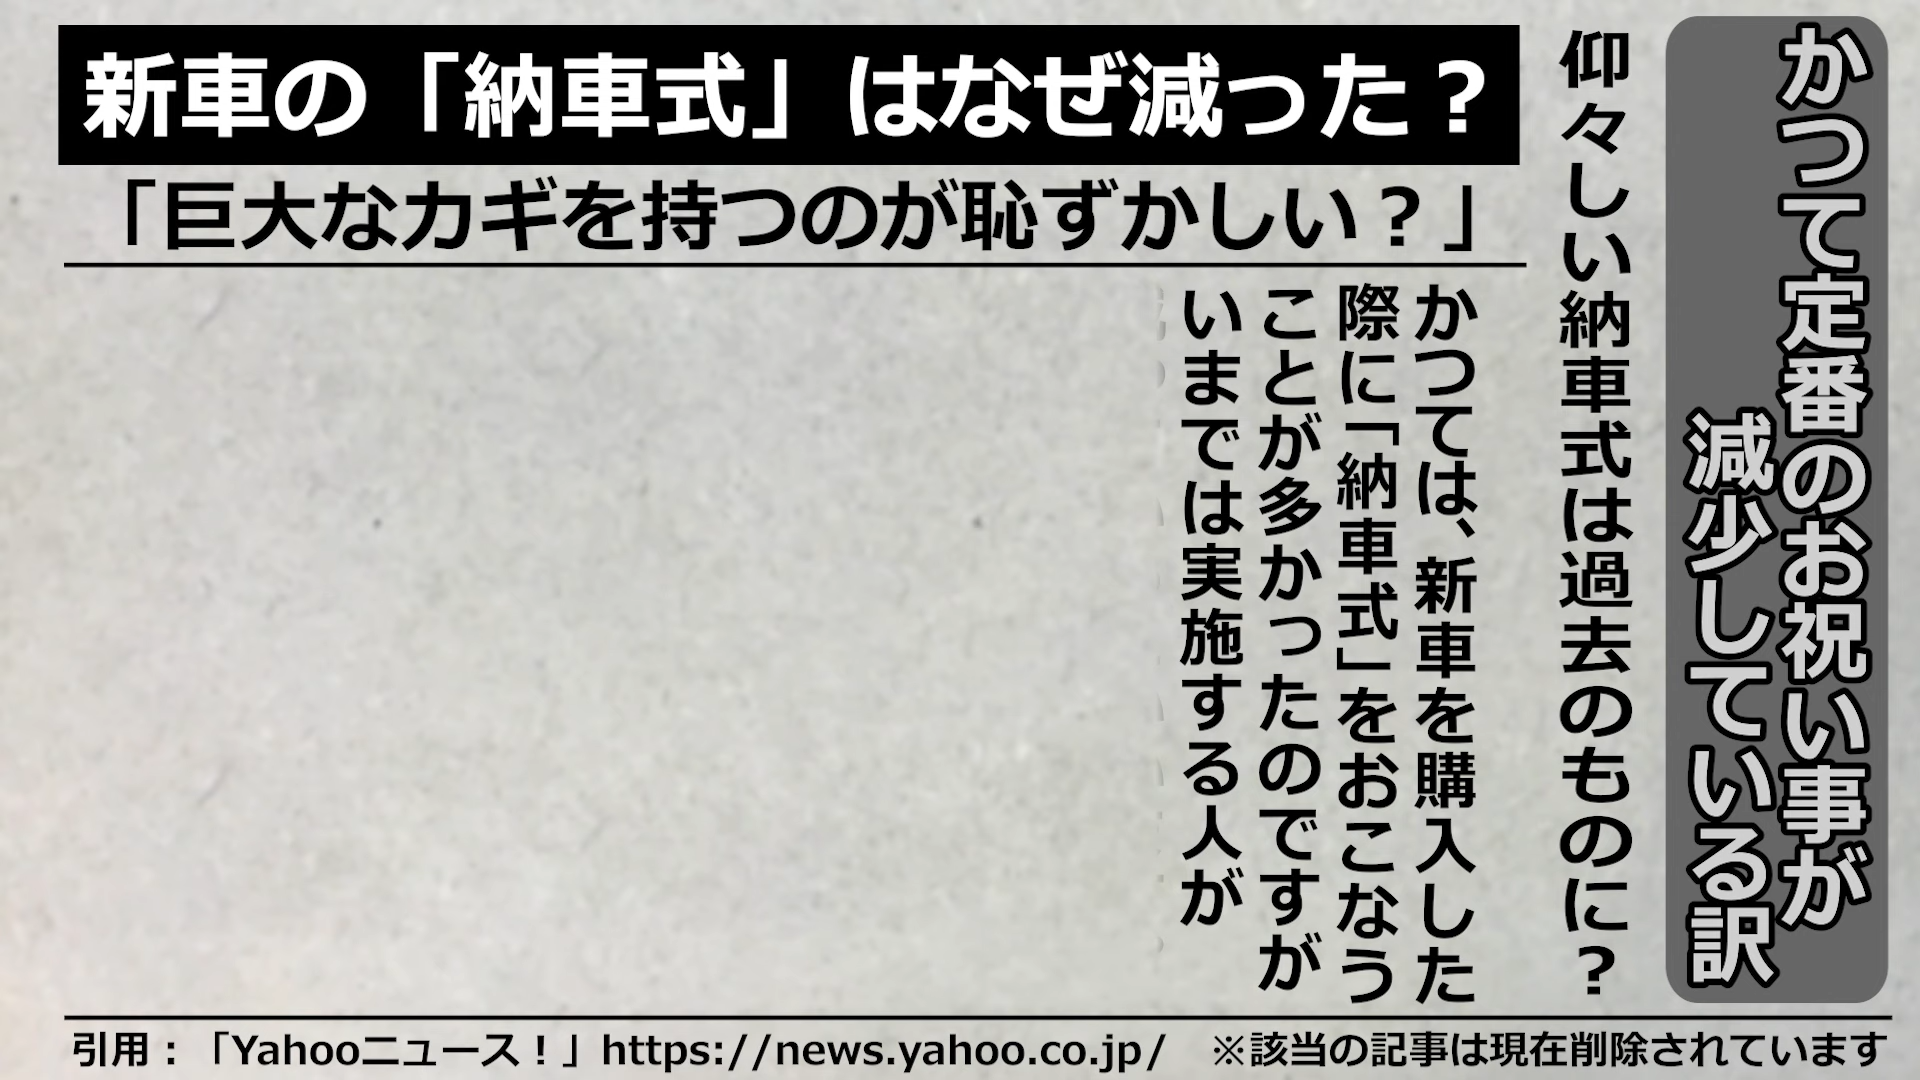 新車の「納車式」はなぜ減った？
「巨大なカギを持つのが恥ずかしい？」
かつて定番のお祝い事が
減少している訳
仰々しい納車式は過去のものに？
かつては、新車を購入した
際に「納車式」をおこなう
ことが多かったのですが
いまでは実施する人が
引用：「Yahooニュース！」https://news.yahoo.co.jp/　※該当の記事は現在削除されています